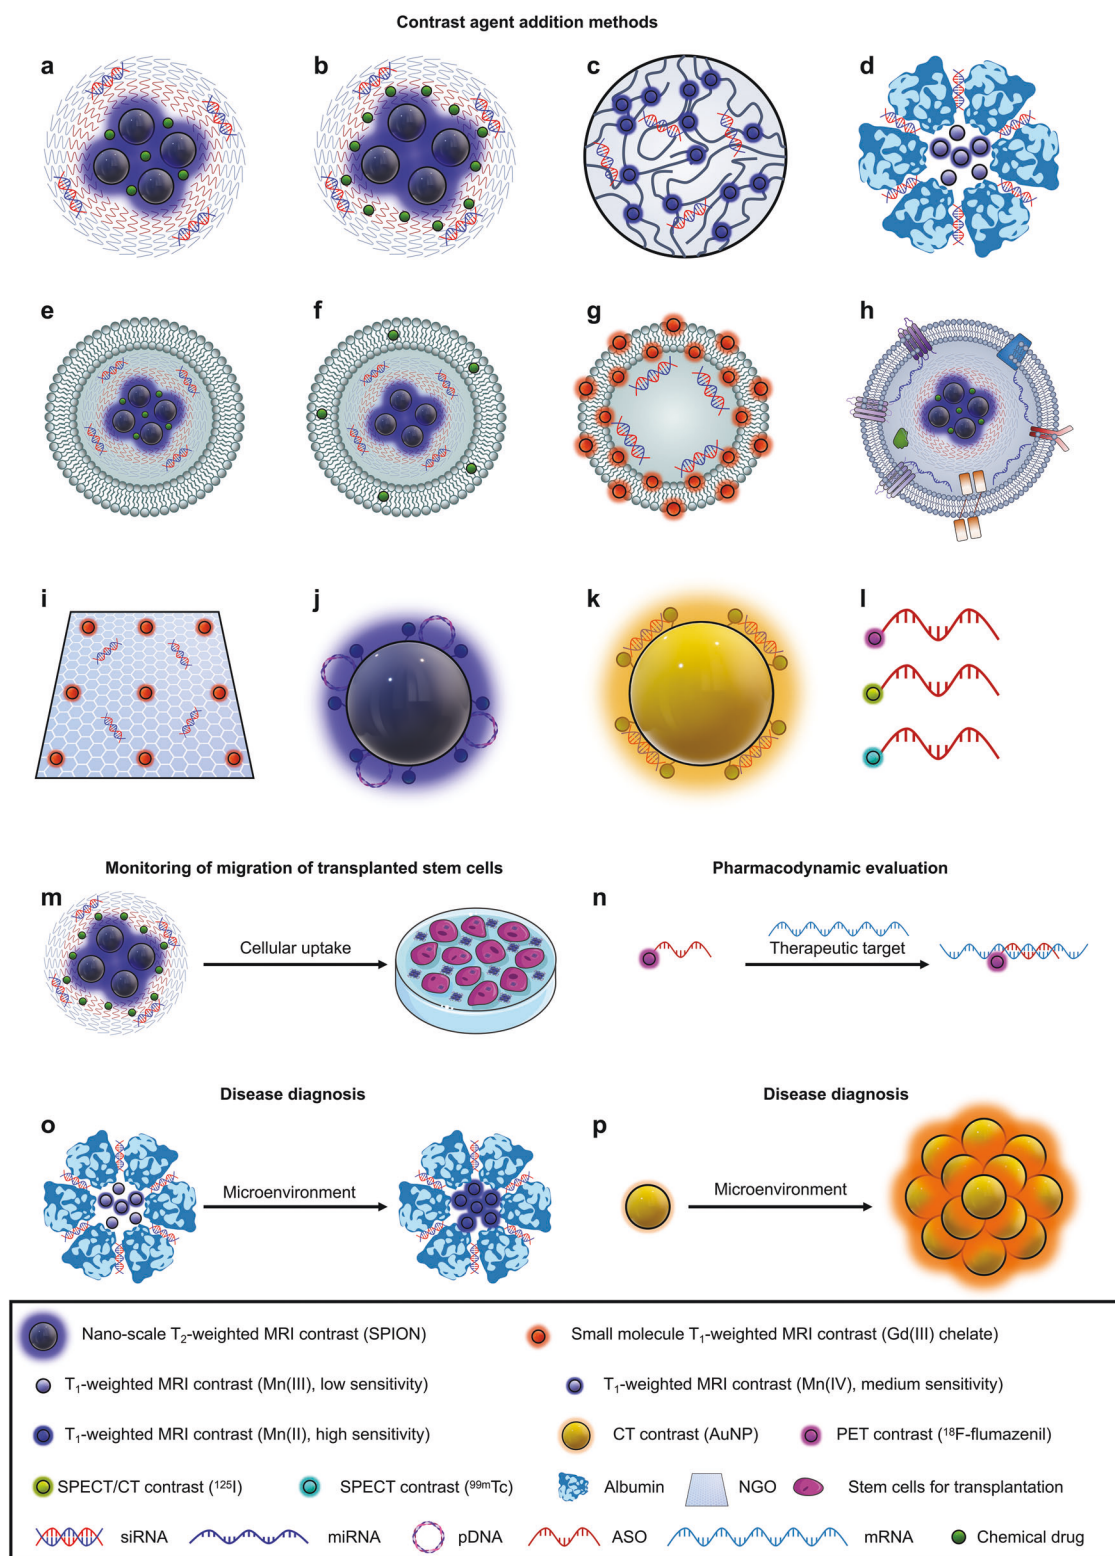 Contrast agent addition methods
a b c d
e f g h
i j k l
Monitoring of migration of transplanted stem cells Pharmacodynamic evaluation
m n
Cellular uptake Therapeutic target
Disease diagnosis Disease diagnosis
o p
Microenvironment Microenvironment
Nano-scale T₂-weighted MRI contrast (SPION) Small molecule T₁-weighted MRI contrast (Gd(III) chelate)
T₁-weighted MRI contrast (Mn(III), low sensitivity) T₁-weighted MRI contrast (Mn(IV), medium sensitivity)
T₁-weighted MRI contrast (Mn(II), high sensitivity) CT contrast (AuNP) PET contrast (¹⁸F-flumazenil)
SPECT/CT contrast (¹²⁵I) SPECT contrast (⁹⁹ᵐTc) Albumin NGO Stem cells for transplantation
siRNA miRNA pDNA ASO mRNA Chemical drug